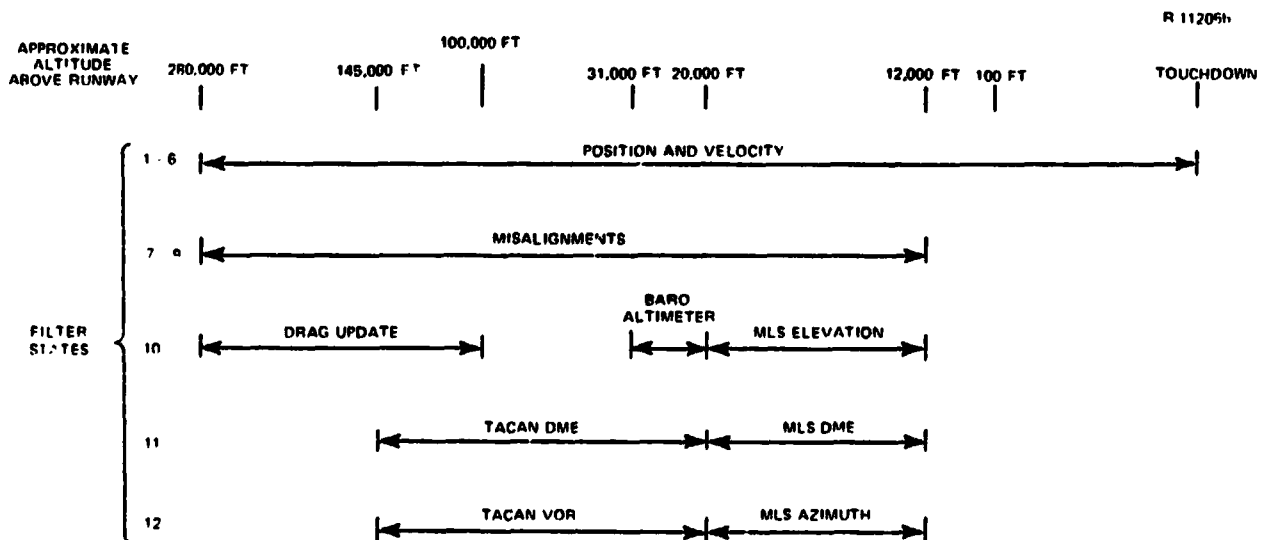 R 11206h
APPROXIMATE
ALTITUDE
ABOVE RUNWAY
280,000 FT
145,000 FT
100,000 FT
31,000 FT
20,000 FT
12,000 FT
100 FT
TOUCHDOWN
FILTER
STATES
1 - 6
POSITION AND VELOCITY
7 - 9
MISALIGNMENTS
10
DRAG UPDATE
BARO
ALTIMETER
MLS ELEVATION
11
TACAN DME
MLS DME
12
TACAN VOR
MLS AZIMUTH